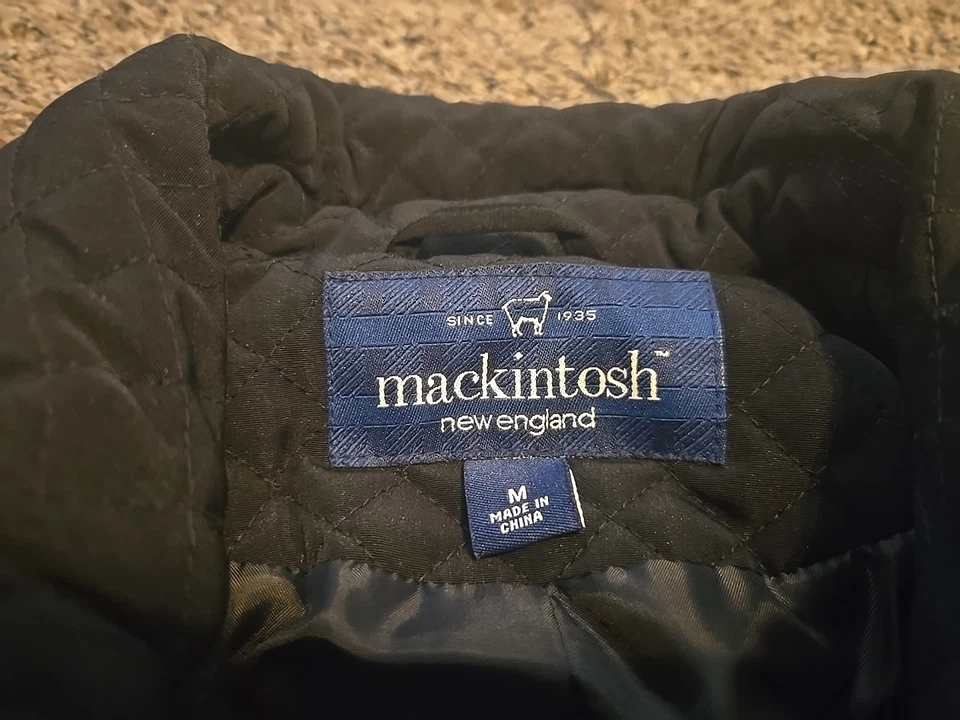 SINCE 1935
mackintosh™
new england
M
MADE IN
CHINA